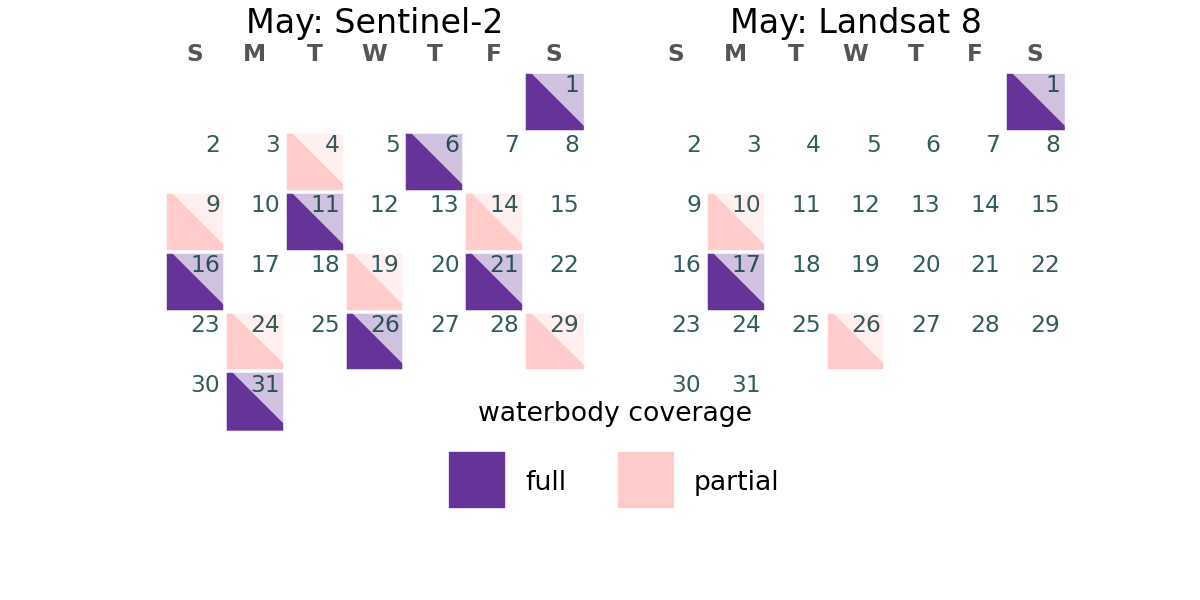 May: Sentinel-2
S M T W T F S
1
2 3 4 5 6 7 8
9 10 11 12 13 14 15
16 17 18 19 20 21 22
23 24 25 26 27 28 29
30 31
May: Landsat 8
S M T W T F S
1
2 3 4 5 6 7 8
9 10 11 12 13 14 15
16 17 18 19 20 21 22
23 24 25 26 27 28 29
30 31
waterbody coverage
full partial